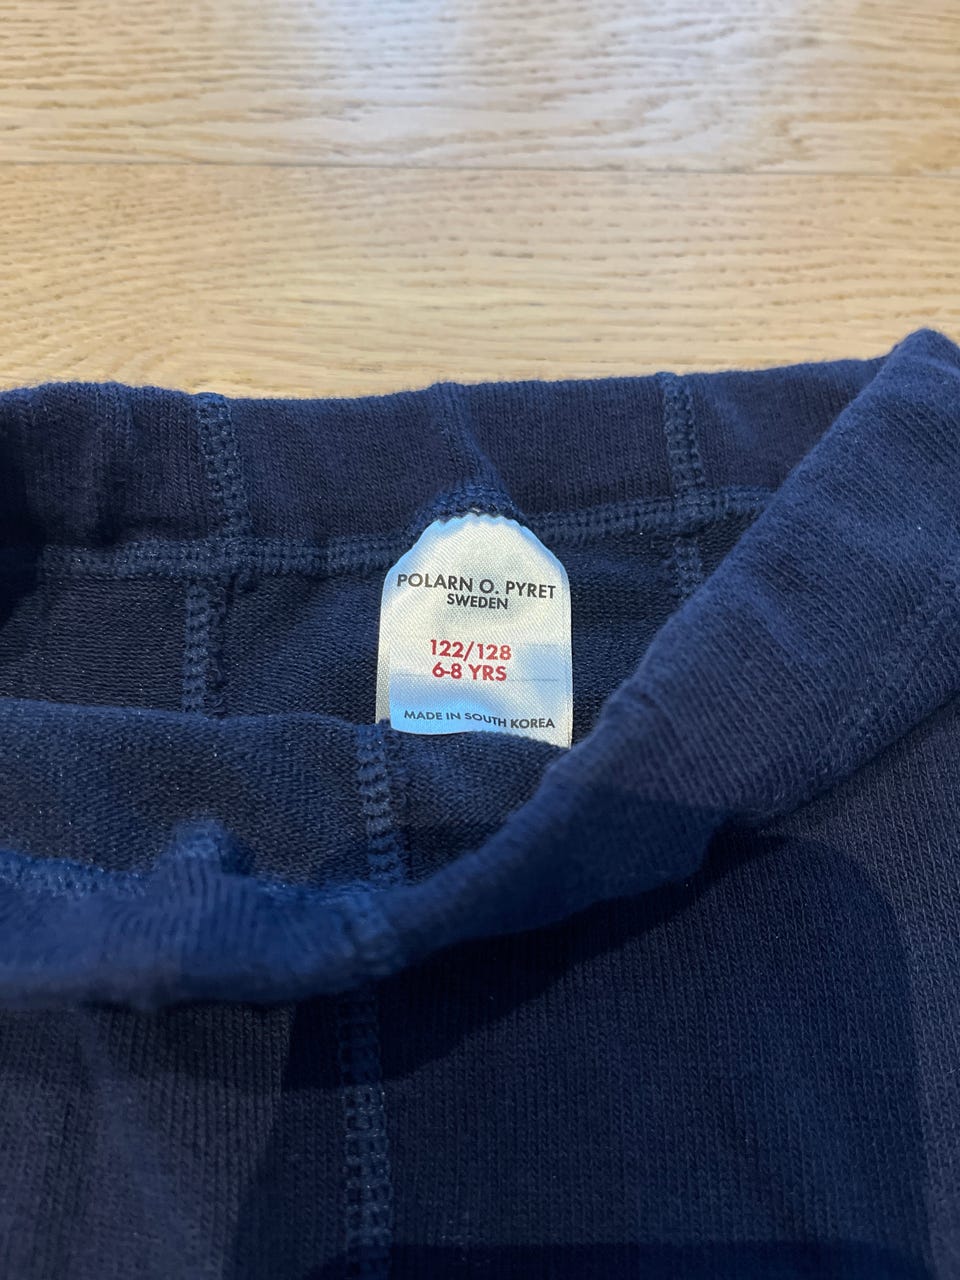 POLARN O. PYRET
SWEDEN
122/128
6-8 YRS
MADE IN SOUTH KOREA